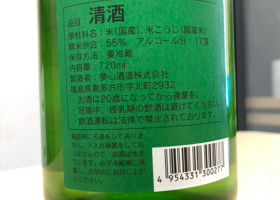 品目：清酒
原材料名：米(国産)、米こうじ(国産米)
精米歩合：55%、アルコール分：17度
保存方法：要冷蔵
内容量：720ml
製造者：夢心酒造株式会社
福島県喜多方市字北町2932
お酒は20歳になってから適量を。
妊娠中、授乳期の飲酒は避けてください。
飲酒運転は法律で禁止されております。
4 954331 300277